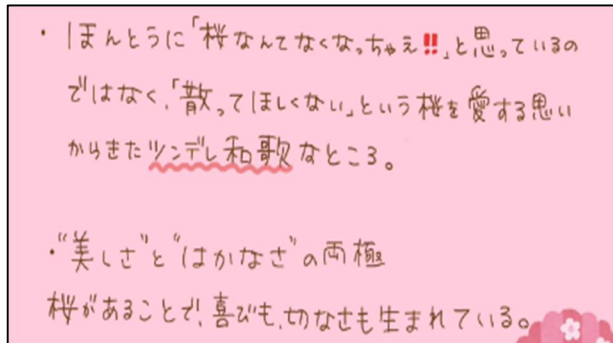 ・ほんとうに「桜なんてなくなっちゃえ!!」と思っているの
ではなく、「散ってほしくない」という桜を愛する思い
からきたツンデレ和歌なところ。
・“美しさ”と“はかなさ”の両極
桜があることで、喜びも、切なさも生まれている。